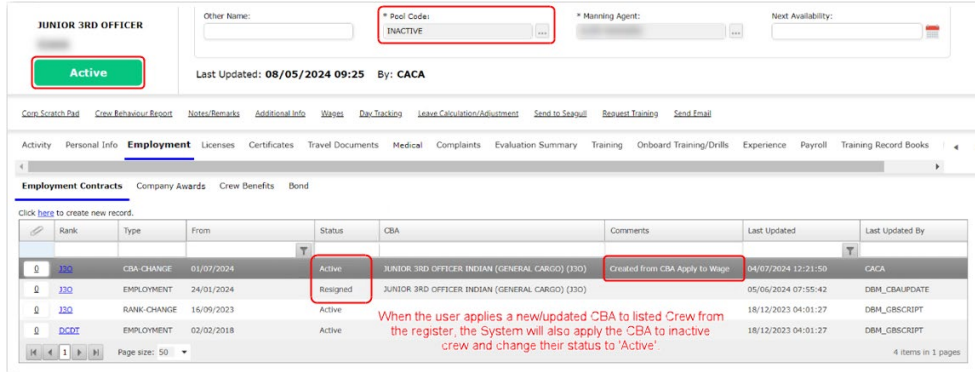 JUNIOR 3RD OFFICER
Active
Other Name:
* Pool Code:
INACTIVE
...
* Manning Agent:
...
Next Availability:
Last Updated: 08/05/2024 09:25 By: CACA
Corp Scratch Pad Crew Behaviour Report Notes/Remarks Additional Info Wages Day Tracking Leave Calculation/Adjustment Send to Seagull Request Training Send Email
Activity Personal Info Employment Licenses Certificates Travel Documents Medical Complaints Evaluation Summary Training Onboard Training/Drills Experience Payroll Training Record Books
Employment Contracts Company Awards Crew Benefits Bond
Click here to create new record.
Rank Type From Status CBA Comments Last Updated Last Updated By
0 J3O CBA-CHANGE 01/07/2024 Active JUNIOR 3RD OFFICER INDIAN (GENERAL CARGO) (J3O) Created from CBA Apply to Wage 04/07/2024 12:21:50 CACA
0 J3O EMPLOYMENT 24/01/2024 Resigned JUNIOR 3RD OFFICER INDIAN (GENERAL CARGO) (J3O) 05/06/2024 07:55:42 DBM_CBAUPDATE
0 J3O RANK-CHANGE 16/09/2023 Active 18/12/2023 04:01:27 DBM_GBSCRIPT
0 DCDT EMPLOYMENT 02/02/2018 Active 18/12/2023 04:01:27 DBM_GBSCRIPT
When the user applies a new/updated CBA to listed Crew from
the register, the System will also apply the CBA to inactive
crew and change their status to 'Active'
1 Page size: 50 4 items in 1 pages